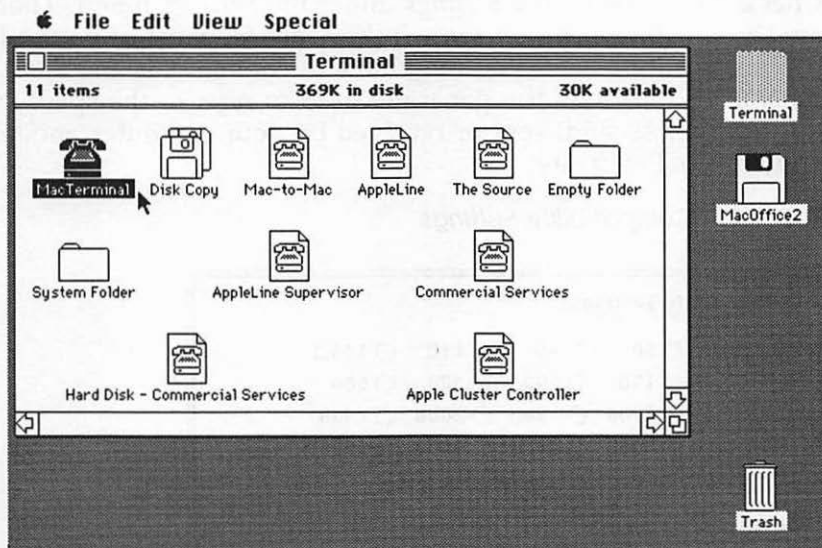 File Edit View Special
Terminal
11 items 369K in disk 30K available
Terminal
MacTerminal Disk Copy Mac-to-Mac AppleLine The Source Empty Folder
MacOffice2
System Folder AppleLine Supervisor Commercial Services
Hard Disk - Commercial Services Apple Cluster Controller
Trash